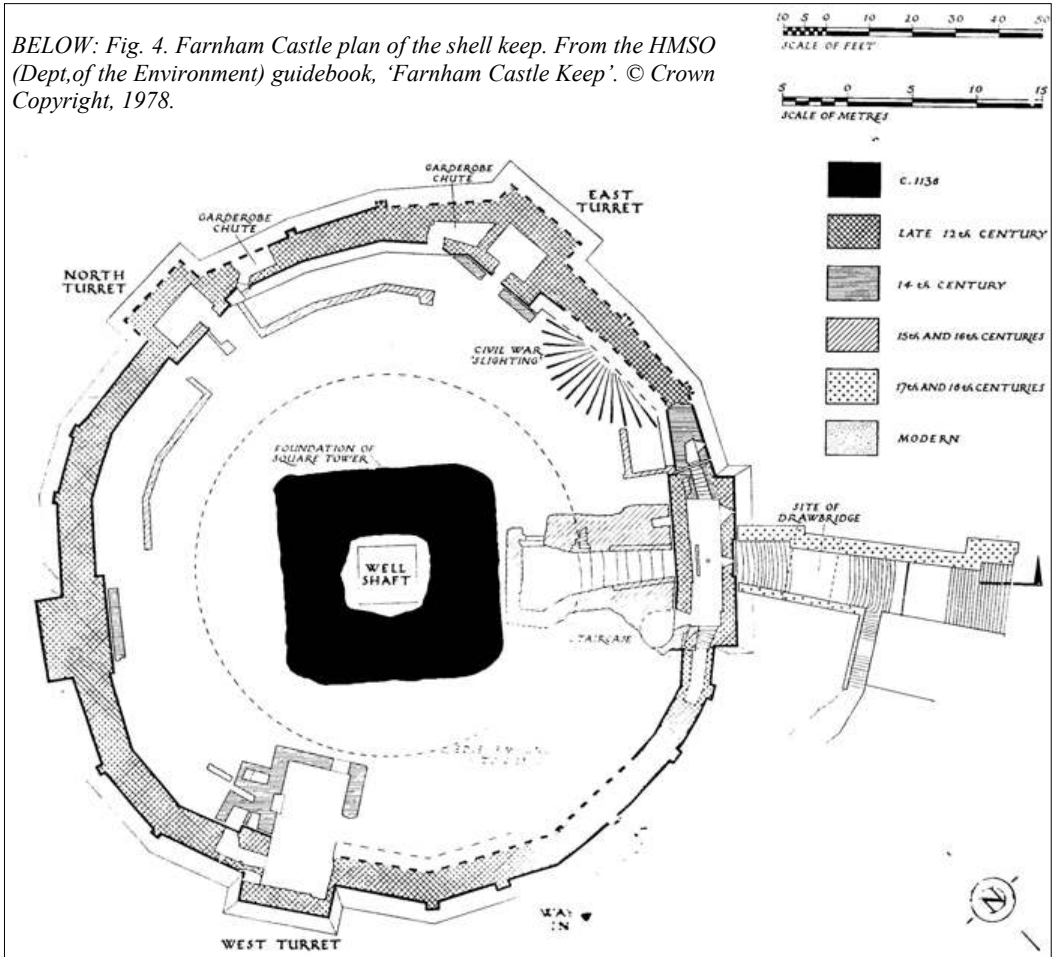 BELOW: Fig. 4. Farnham Castle plan of the shell keep. From the HMSO
(Dept,of the Environment) guidebook, ‘Farnham Castle Keep’. © Crown
Copyright, 1978.
10 5 0 10 20 30 40 50
SCALE OF FEET
5 0 5 10 15
SCALE OF METRES
C. 1138
LATE 12th CENTURY
14th CENTURY
15th AND 16th CENTURIES
17th AND 18th CENTURIES
MODERN
GARDEROBE
CHUTE
EAST
TURRET
GARDEROBE
CHUTE
NORTH
TURRET
CIVIL WAR
'SLIGHTING'
FOUNDATION OF
SQUARE TOWER
WELL
SHAFT
SITE OF
DRAWBRIDGE
TAIRCASE
WAY
IN
WEST TURRET
N